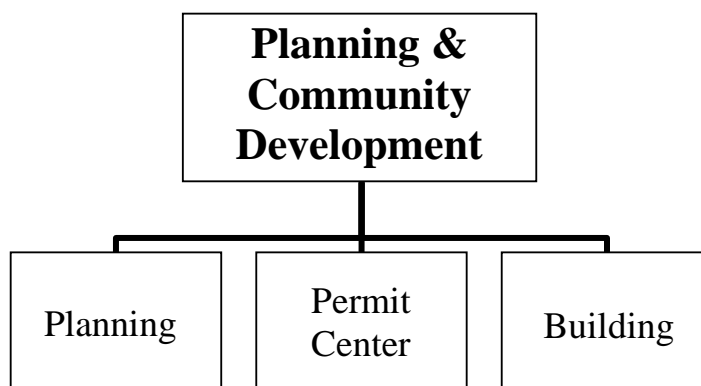 Planning &
Community
Development
Planning
Permit
Center
Building